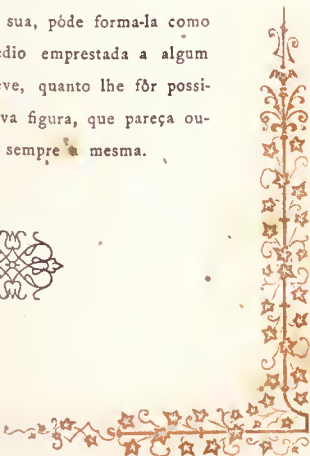 sua, póde forma-la como
édio emprestada a algum
eve, quanto lhe fôr possi-
va figura, que pareça ou-
sempre a mesma.